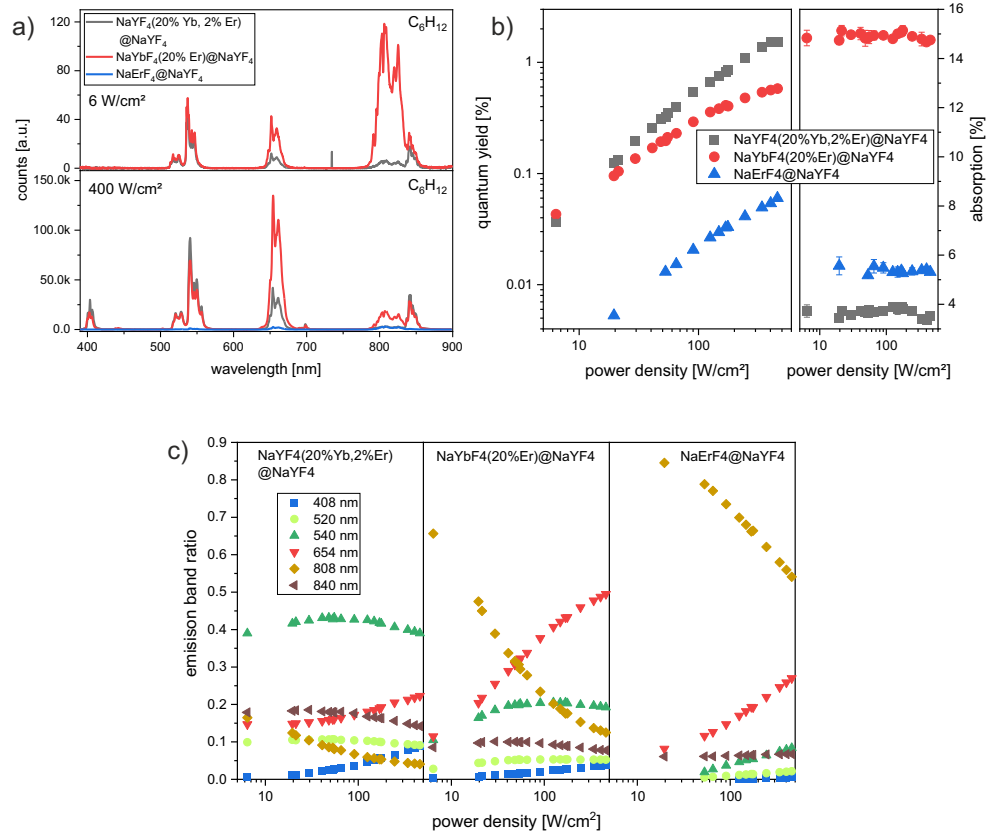 a)
C₆H₁₂
NaYF₄(20% Yb, 2% Er)
@NaYF₄
NaYbF₄(20% Er)@NaYF₄
NaErF₄@NaYF₄
6 W/cm²
120
80
40
0
400 W/cm²
C₆H₁₂
150.0k
100.0k
50.0k
0.0
counts [a.u.]
400 500 600 700 800 900
wavelength [nm]
b)
1
0.1
0.01
quantum yield [%]
NaYF4(20%Yb,2%Er)@NaYF4
NaYbF4(20%Er)@NaYF4
NaErF4@NaYF4
16
14
12
10
8
6
4
absorption [%]
10 100
10 100
power density [W/cm²]
power density [W/cm²]
c)
NaYF4(20%Yb,2%Er)
@NaYF4
NaYbF4(20%Er)@NaYF4
NaErF4@NaYF4
408 nm
520 nm
540 nm
654 nm
808 nm
840 nm
0.9
0.8
0.7
0.6
0.5
0.4
0.3
0.2
0.1
0.0
emisison band ratio
10 100 10 100 10 100
power density [W/cm²]